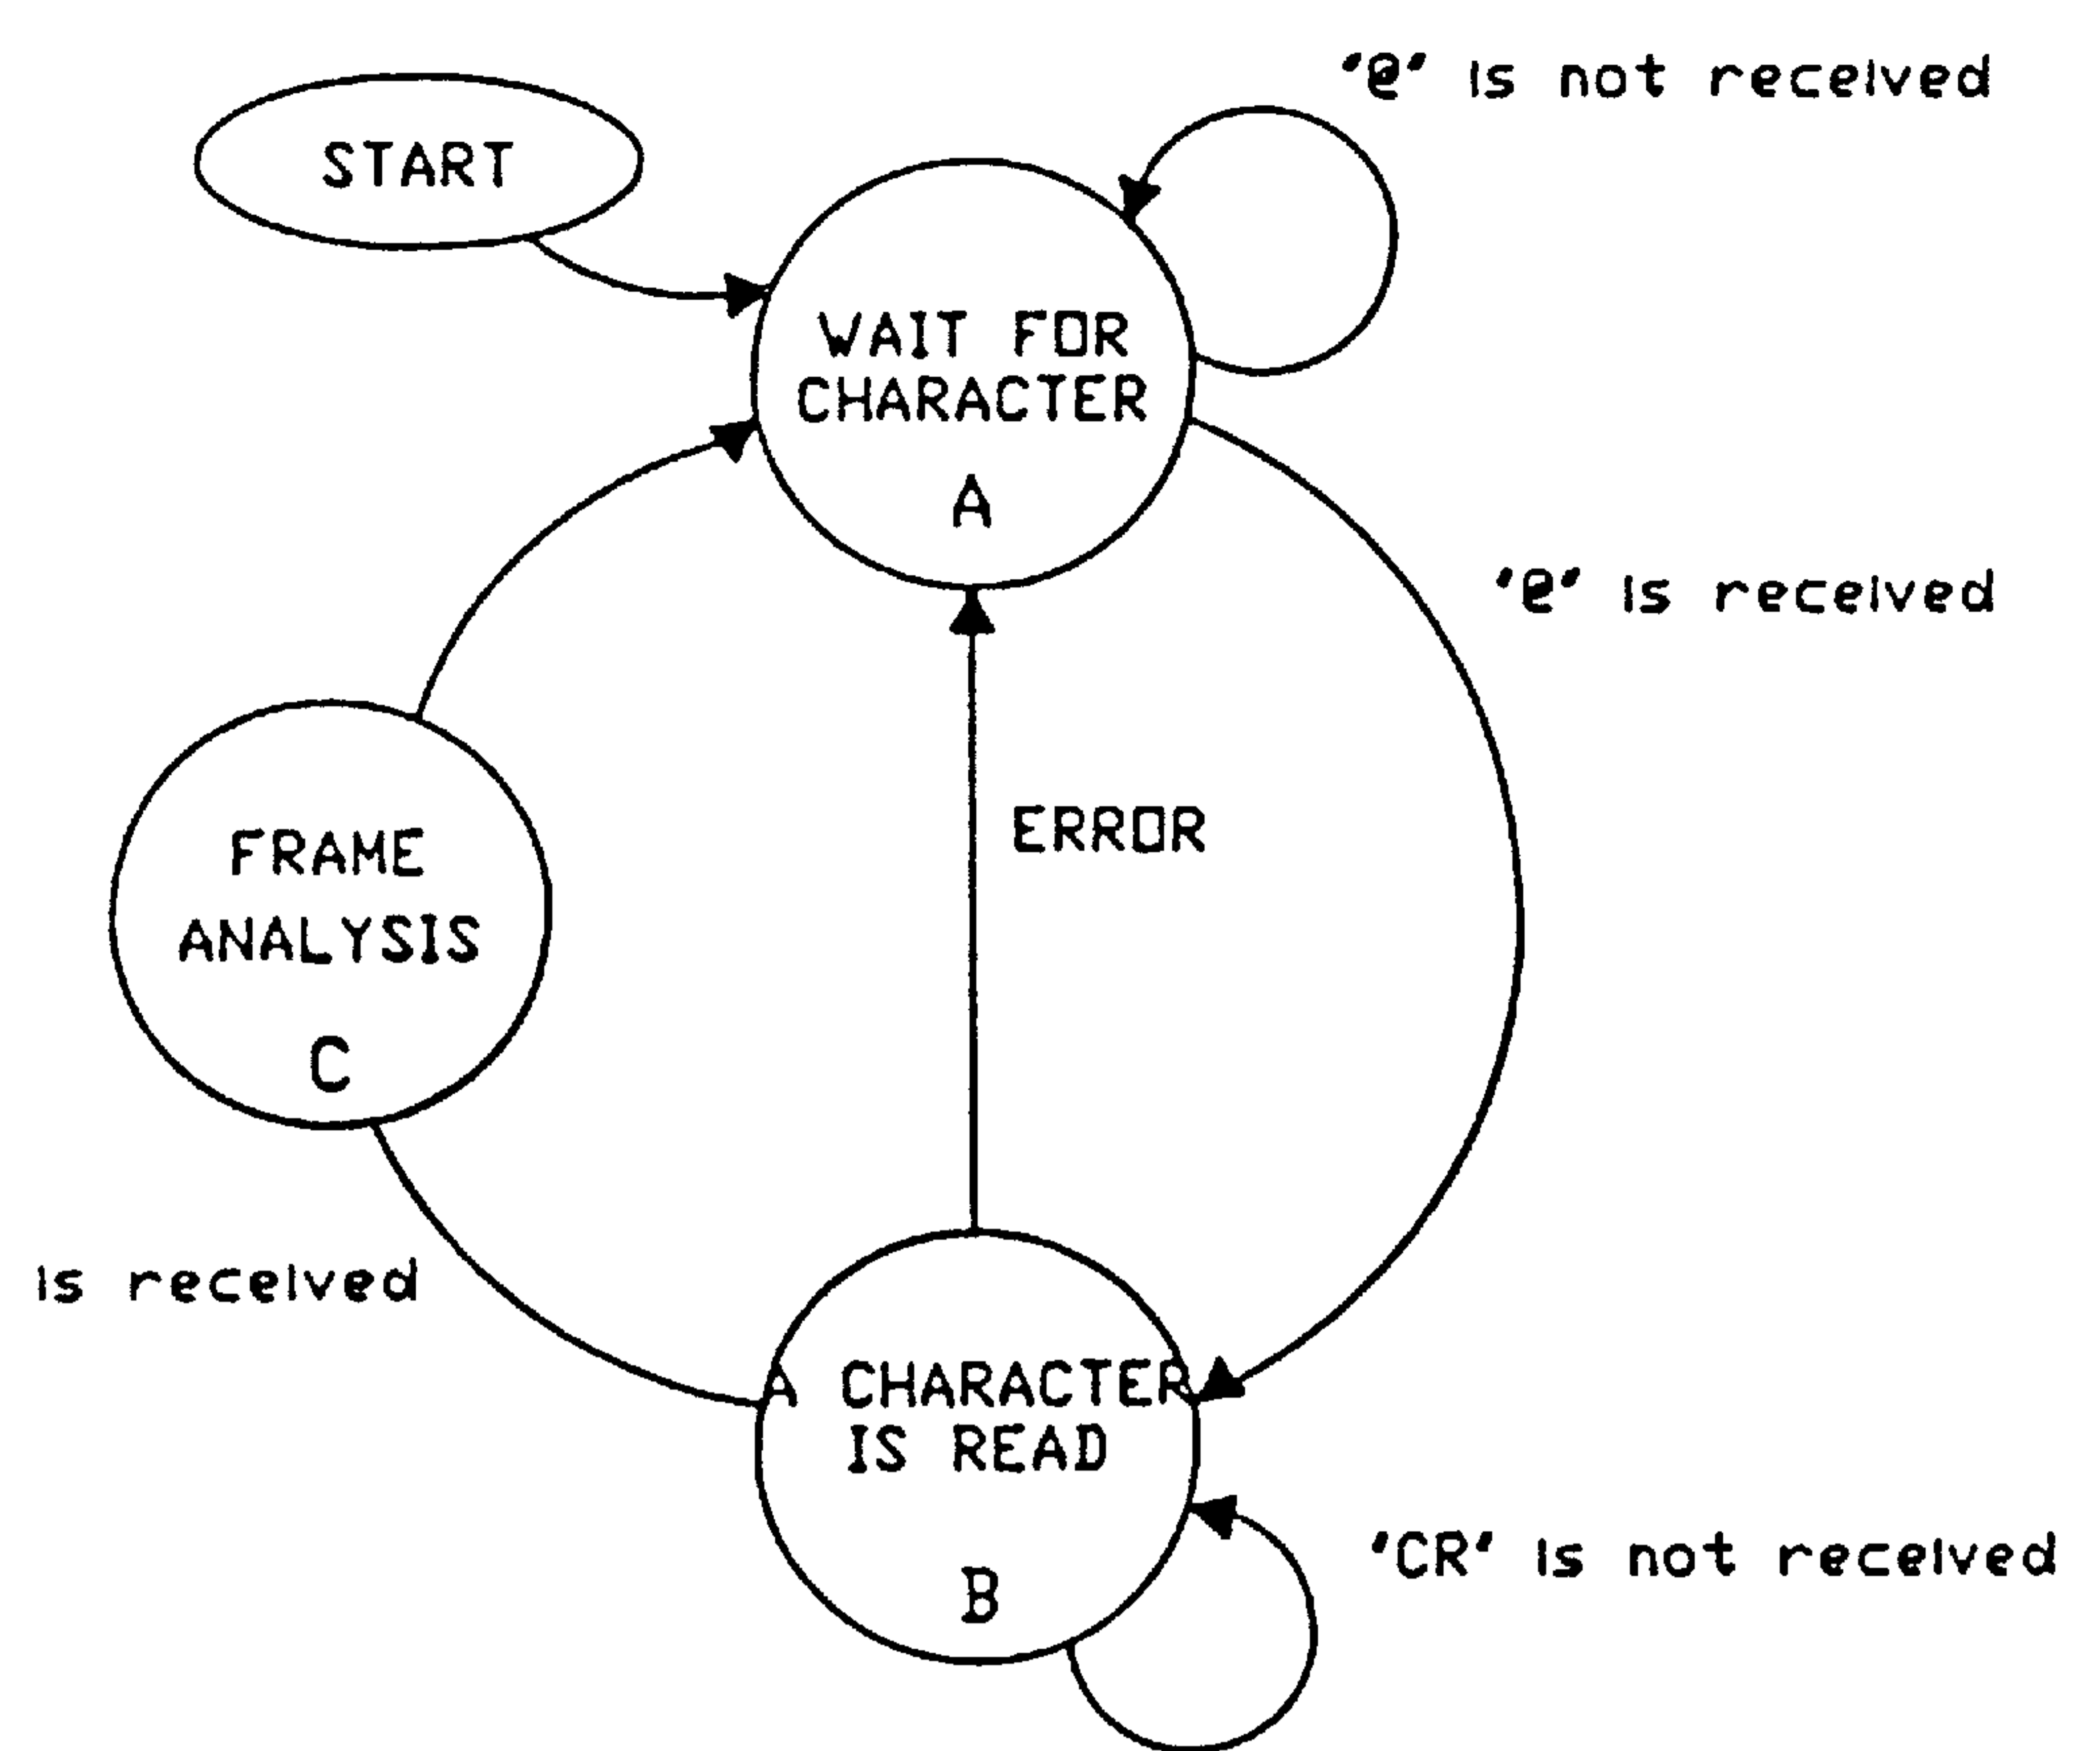 '@' is not received
START
WAIT FOR
CHARACTER
A
'@' is received
ERROR
FRAME
ANALYSIS
C
is received
A CHARACTER
IS READ
B
'CR' is not received